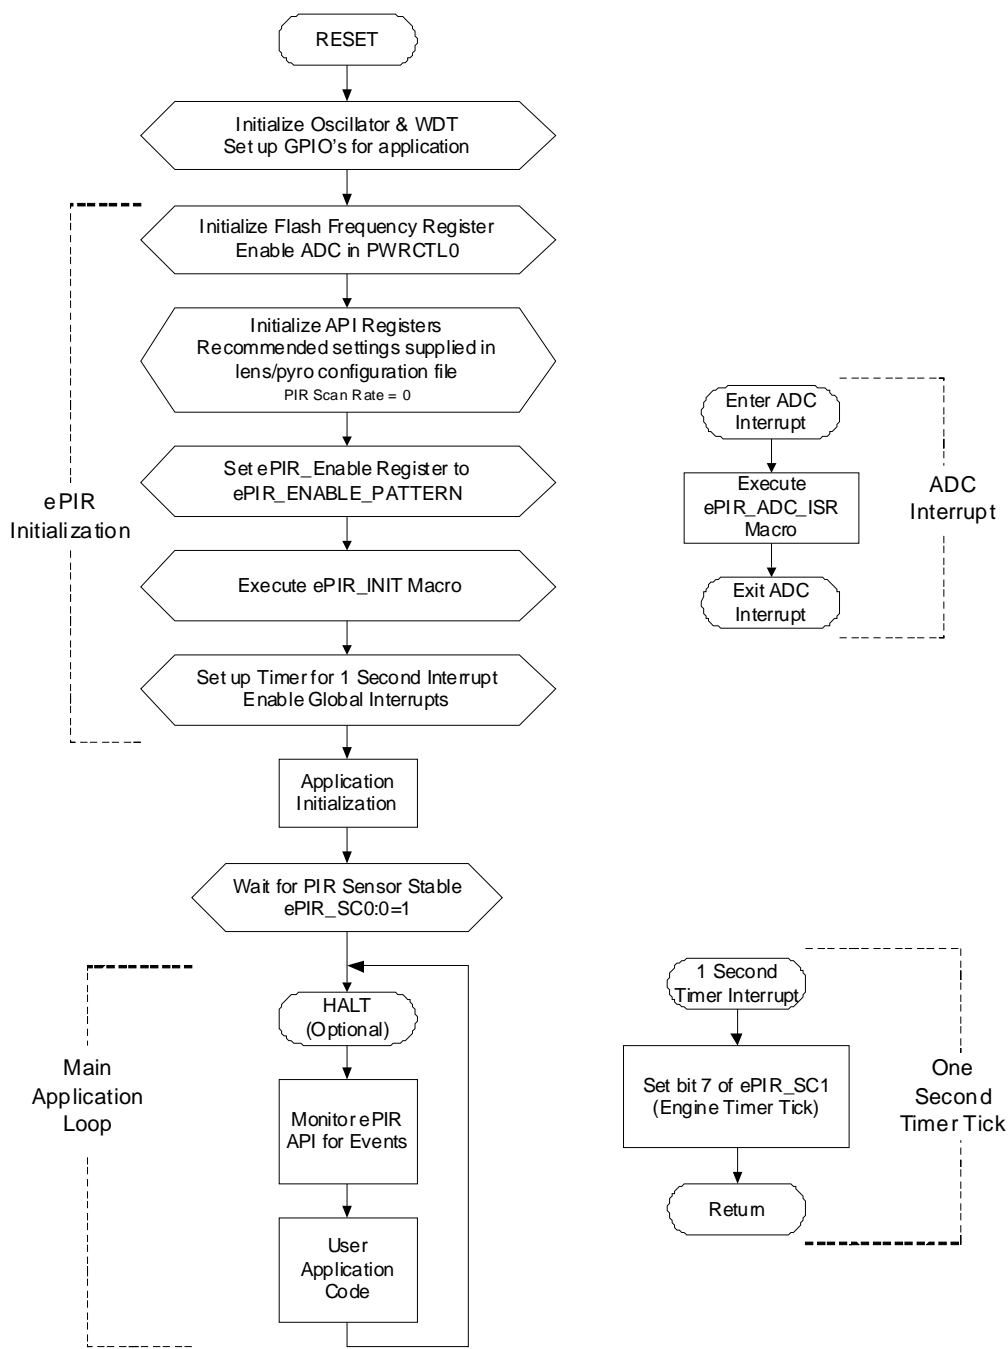 RESET
Initialize Oscillator & WDT
Set up GPIO's for application
Initialize Flash Frequency Register
Enable ADC in PWRCTL0
Initialize API Registers
Recommended settings supplied in
lens/pyro configuration file
PIR Scan Rate = 0
Set ePIR_Enable Register to
ePIR_ENABLE_PATTERN
Execute ePIR_INIT Macro
Set up Timer for 1 Second Interrupt
Enable Global Interrupts
ePIR
Initialization
Application
Initialization
Wait for PIR Sensor Stable
ePIR_SC0:0=1
HALT
(Optional)
Monitor ePIR
API for Events
User
Application
Code
Main
Application
Loop
Enter ADC
Interrupt
Execute
ePIR_ADC_ISR
Macro
Exit ADC
Interrupt
ADC
Interrupt
1 Second
Timer Interrupt
Set bit 7 of ePIR_SC1
(Engine Timer Tick)
Return
One
Second
Timer Tick